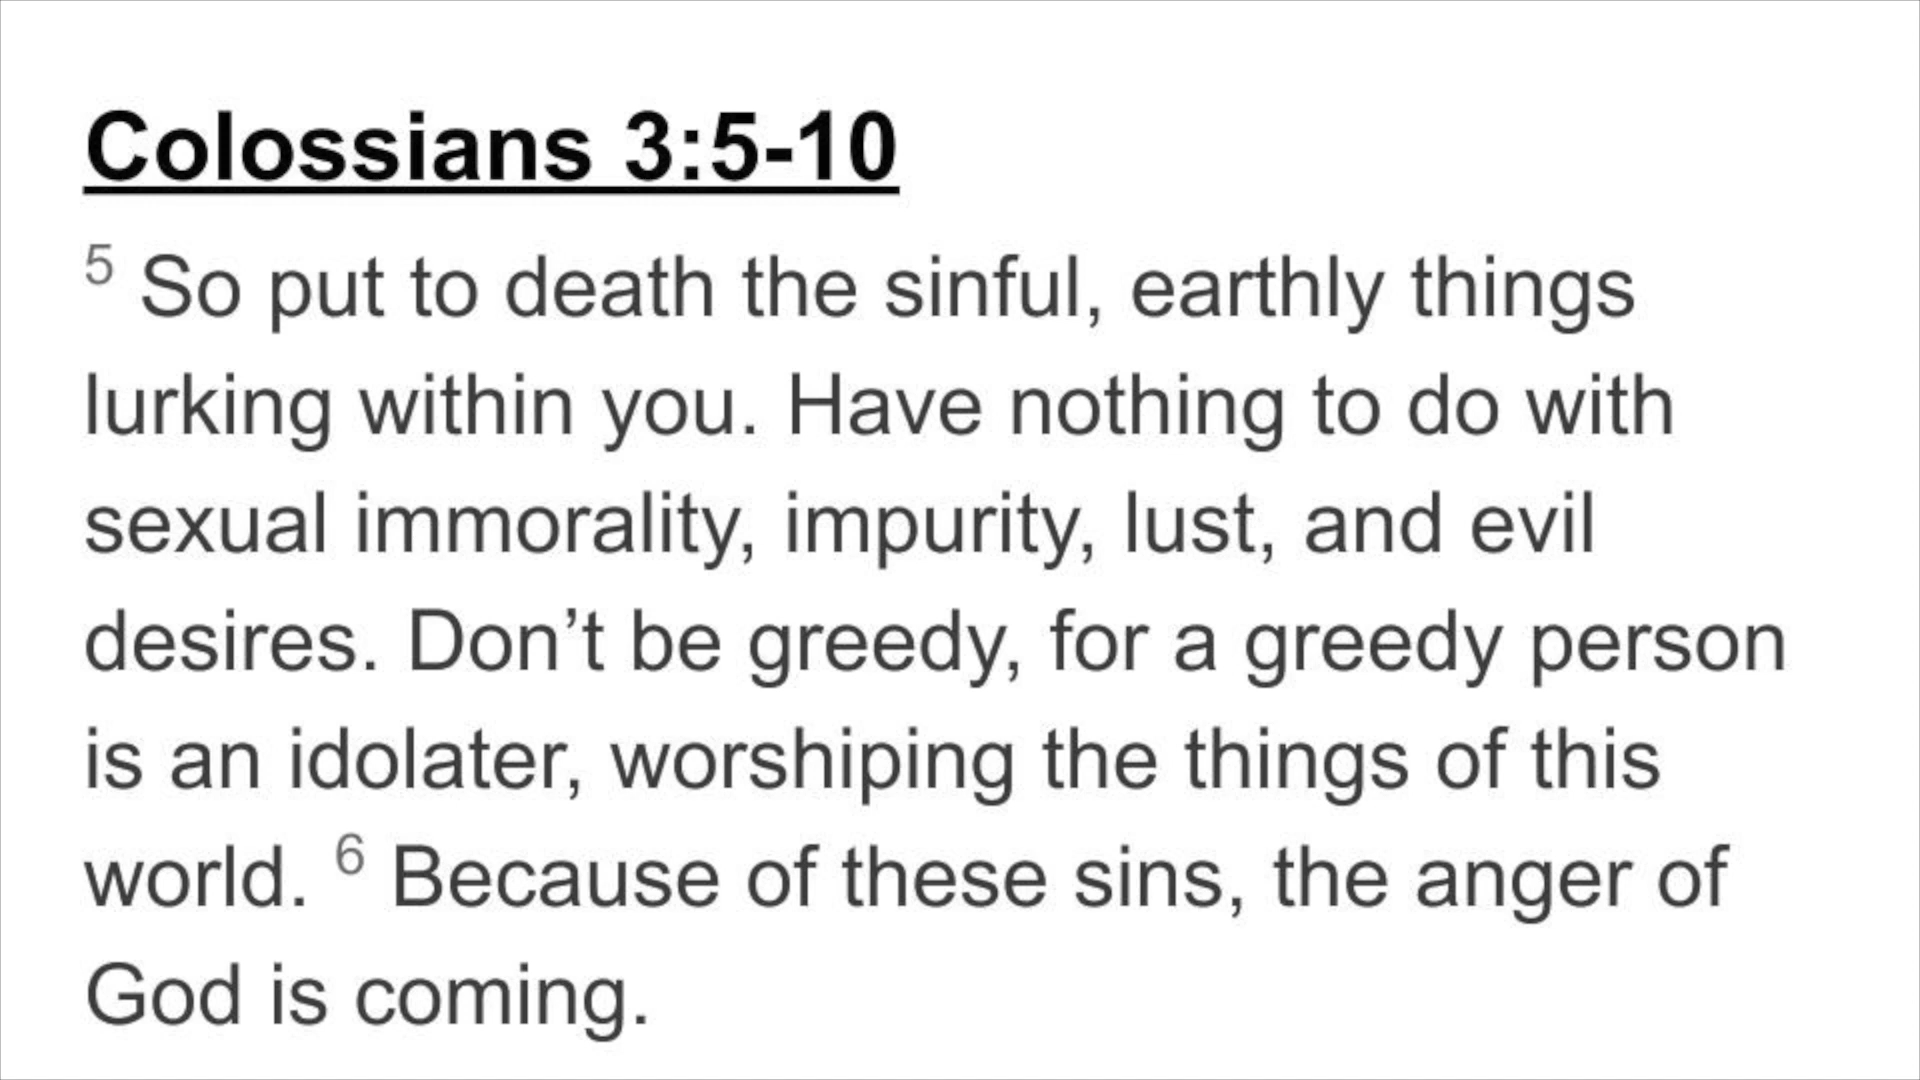 Colossians 3:5-10
5 So put to death the sinful, earthly things
lurking within you. Have nothing to do with
sexual immorality, impurity, lust, and evil
desires. Don’t be greedy, for a greedy person
is an idolater, worshiping the things of this
world. 6 Because of these sins, the anger of
God is coming.